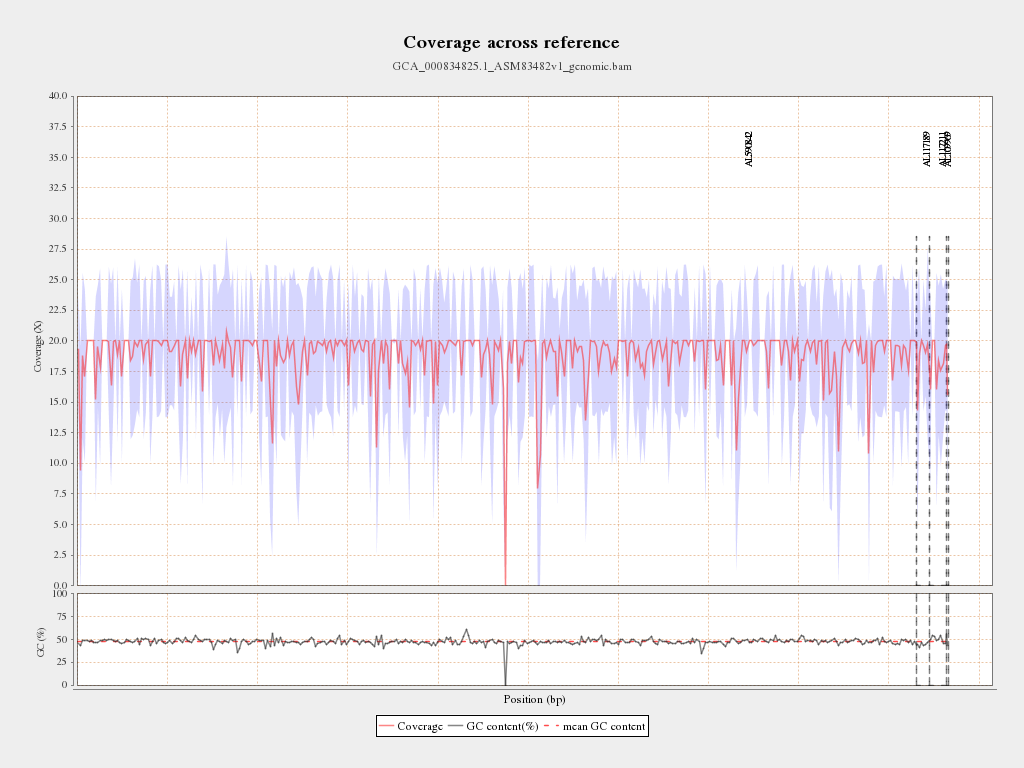 Coverage across reference
GCA_000834825.1_ASM83482v1_genomic.bam
40.0
37.5
35.0
32.5
30.0
27.5
25.0
22.5
20.0
17.5
15.0
12.5
10.0
7.5
5.0
2.5
0.0
Coverage (X)
AL590842
AL117189
AL117211
AL109969
100
75
50
25
0
GC (%)
Position (bp)
Coverage GC content(%) mean GC content